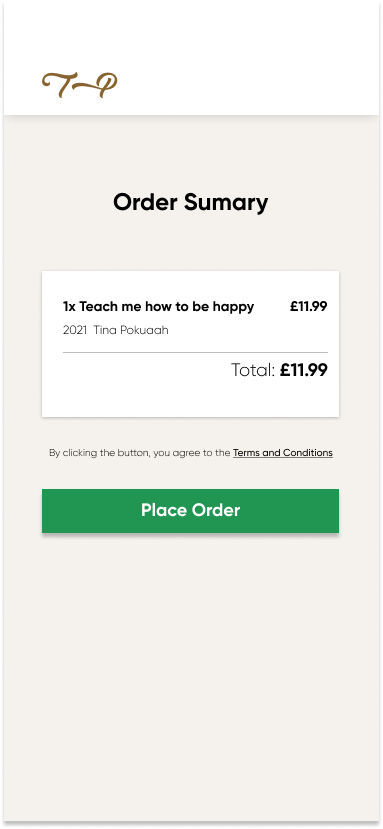 T~P
Order Sumary
1x Teach me how to be happy £11.99
2021 Tina Pokuaah
Total: £11.99
By clicking the button, you agree to the Terms and Conditions
Place Order